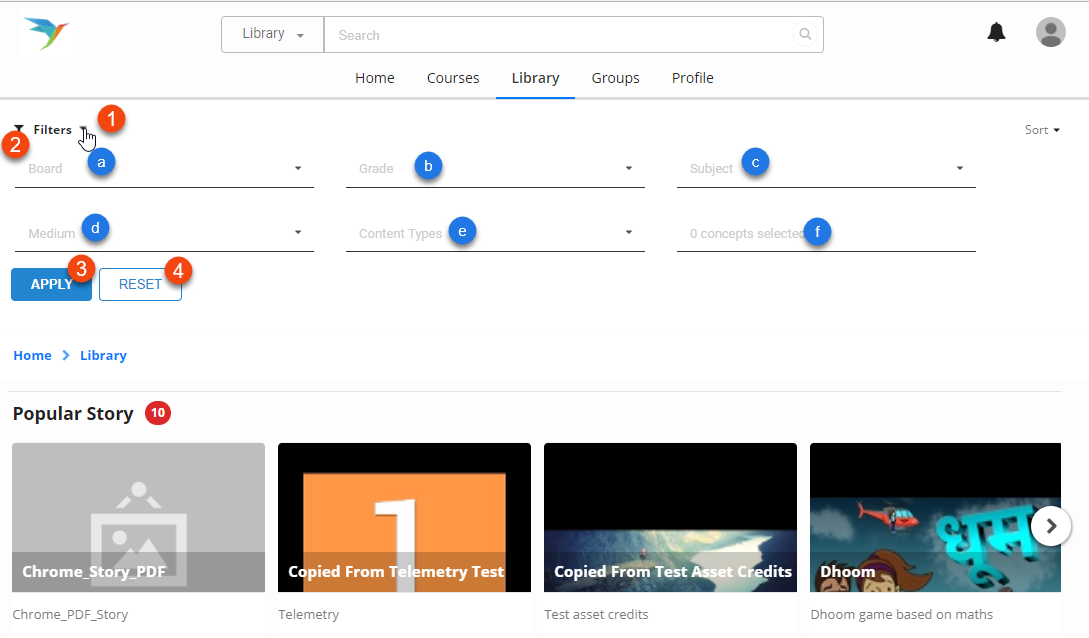 Library
Search
Home Courses Library Groups Profile
1
Filters
Sort
2
Board a
Grade b
Subject c
Medium d
Content Types e
0 concepts selected f
APPLY 3
RESET 4
Home Library
Popular Story 10
1
धूम
Chrome_Story_PDF
Copied From Telemetry Test
Copied From Test Asset Credits
Dhoom
Chrome_PDF_Story
Telemetry
Test asset credits
Dhoom game based on maths